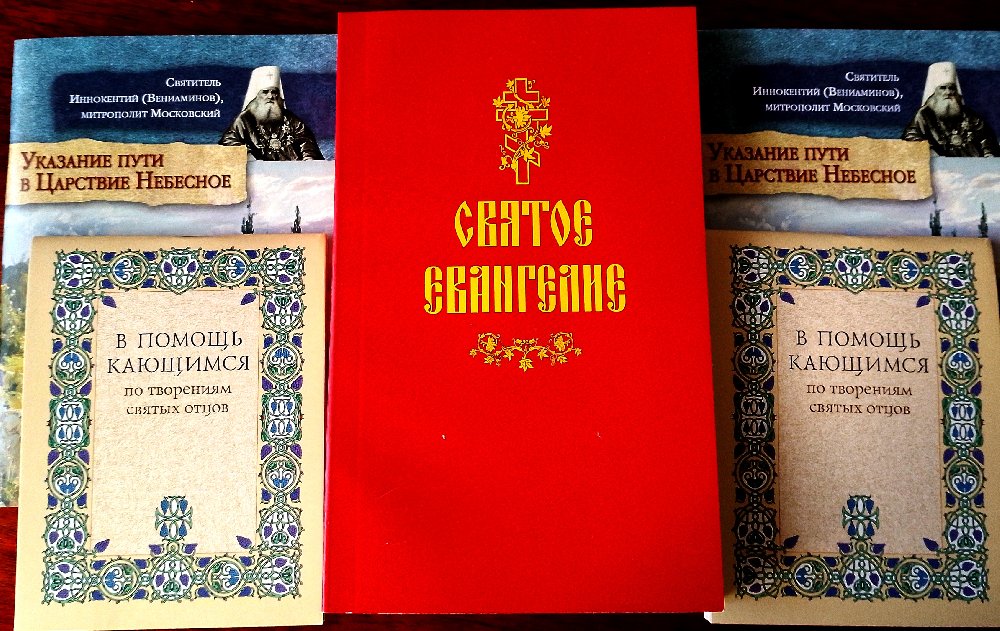 Святитель
Иннокентий (Вениаминов),
митрополит Московский
Указание пути
в Царствие Небесное
В ПОМОЩЬ
КАЮЩИМСЯ
по творениям
святых отцов
СВЯТОЕ
ЕВАНГЕЛИЕ
Святитель
Иннокентий (Вениаминов),
митрополит Московский
Указание пути
в Царствие Небесное
В ПОМОЩЬ
КАЮЩИМСЯ
по творениям
святых отцов